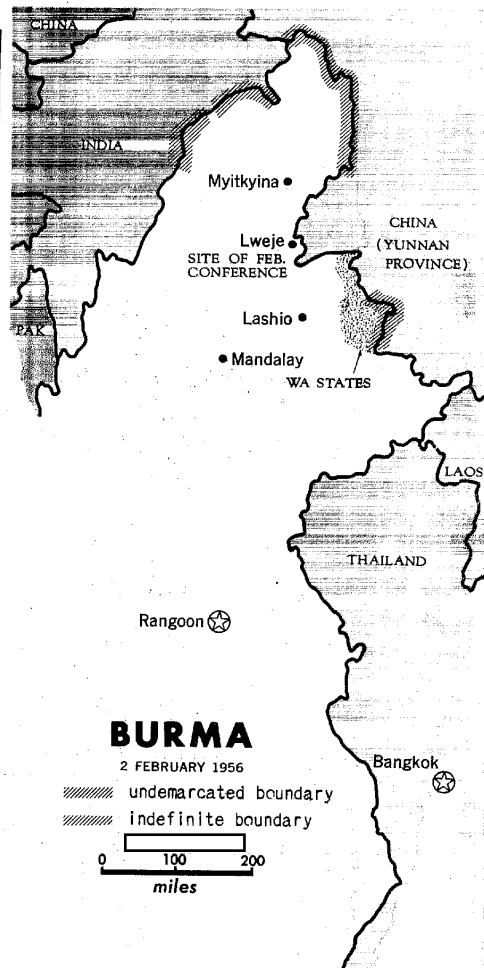 CHINA
INDIA
Myitkyina
CHINA
(YUNNAN
PROVINCE)
Lweje
SITE OF FEB.
CONFERENCE
Lashio
PAK
Mandalay
WA STATES
LAOS
THAILAND
Rangoon
BURMA
2 FEBRUARY 1956
Bangkok
undemarcated boundary
indefinite boundary
0 100 200
miles